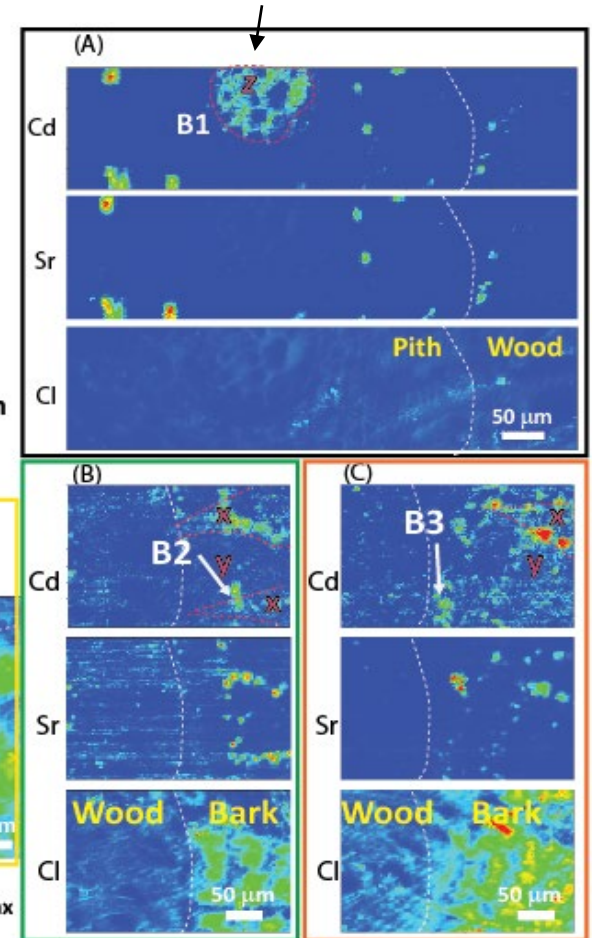 (A)
Cd
Z
B1
Sr
Cl
Pith Wood
50 µm
(B)
Cd
X
B2
Y
X
Sr
Wood Bark
Cl
50 µm
(C)
B3
X
Y
Cd
Sr
Wood Bark
Cl
50 µm